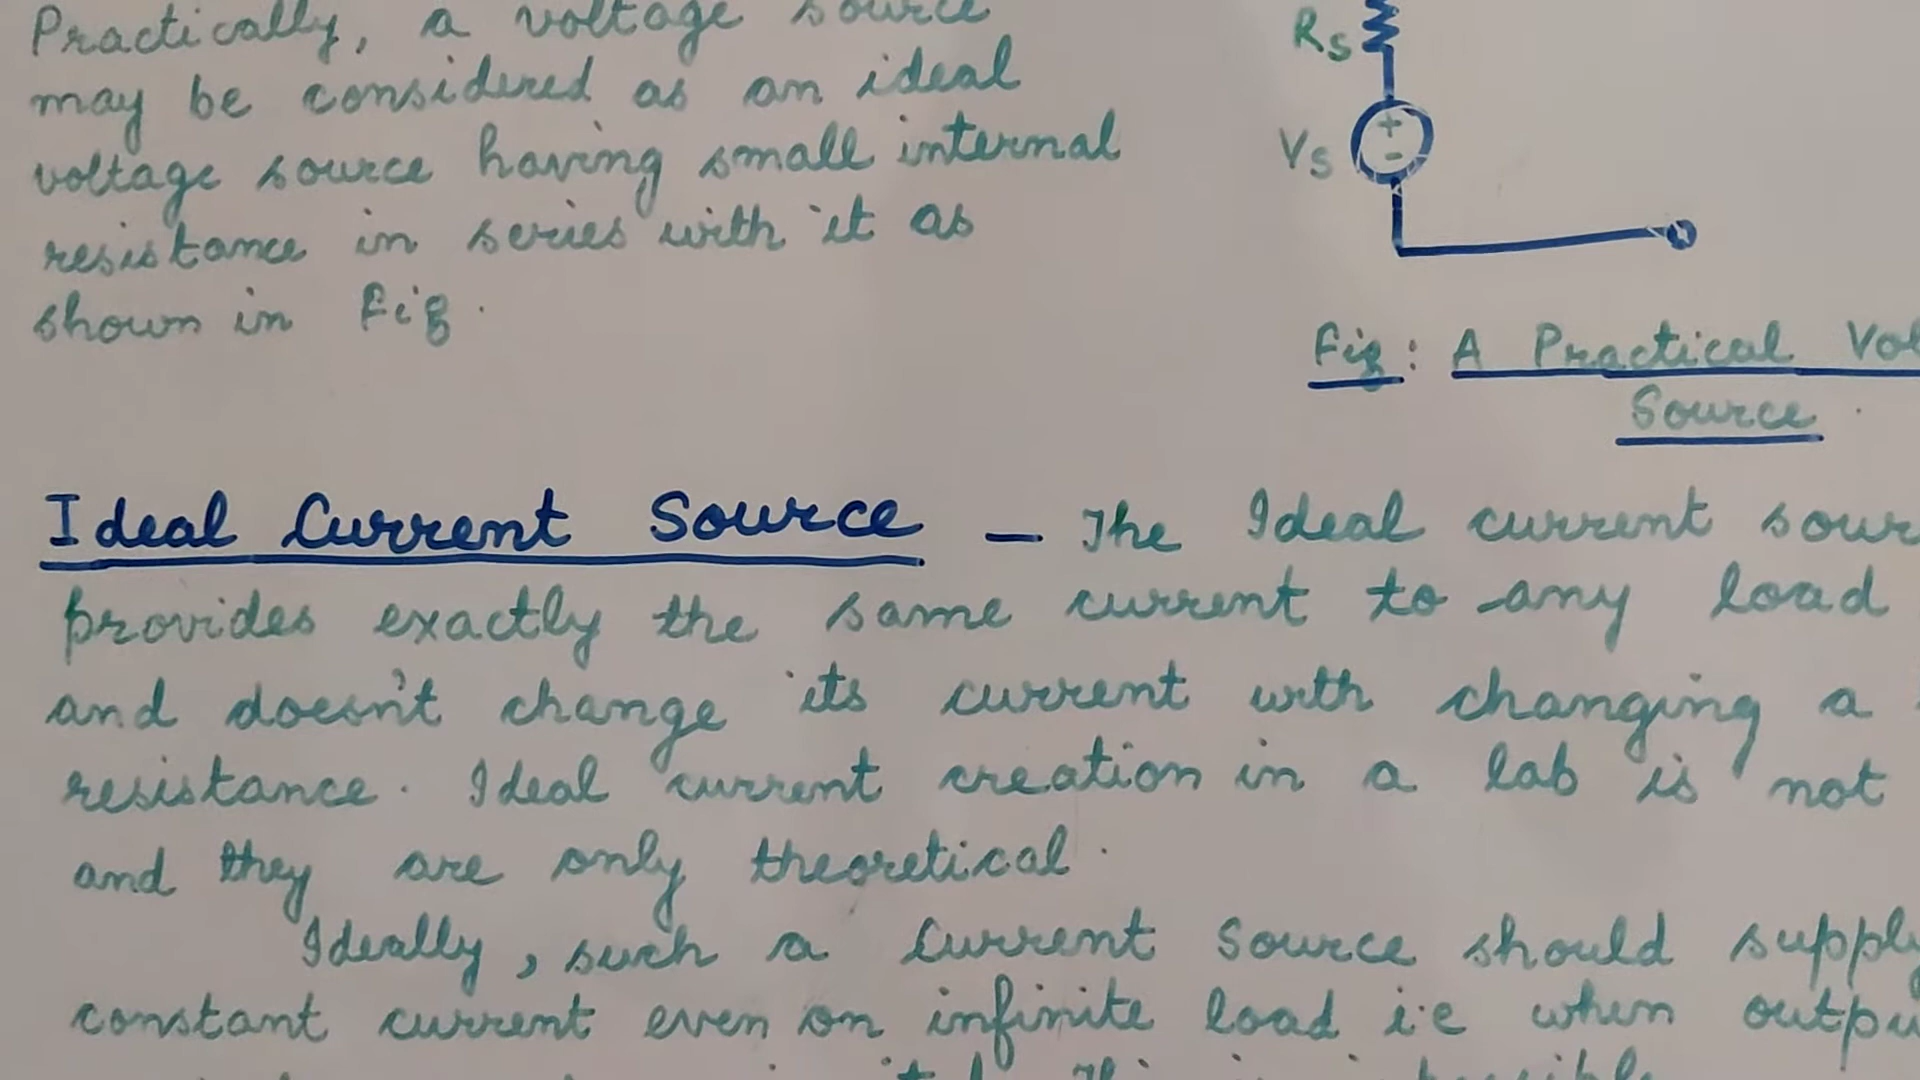 Practically, a voltage source
may be considered as an ideal
voltage source having small internal
resistance in series with it as
shown in Fig.
Rs
+
-
Vs
Fig: A Practical Vol
Source.
Ideal Current Source — The Ideal current sour
provides exactly the same current to any load
and doesn't change its current with changing a
resistance. Ideal current creation in a lab is not
and they are only theoretical.
Ideally, such a Current Source should supply
constant current even on infinite load i.e when outpu